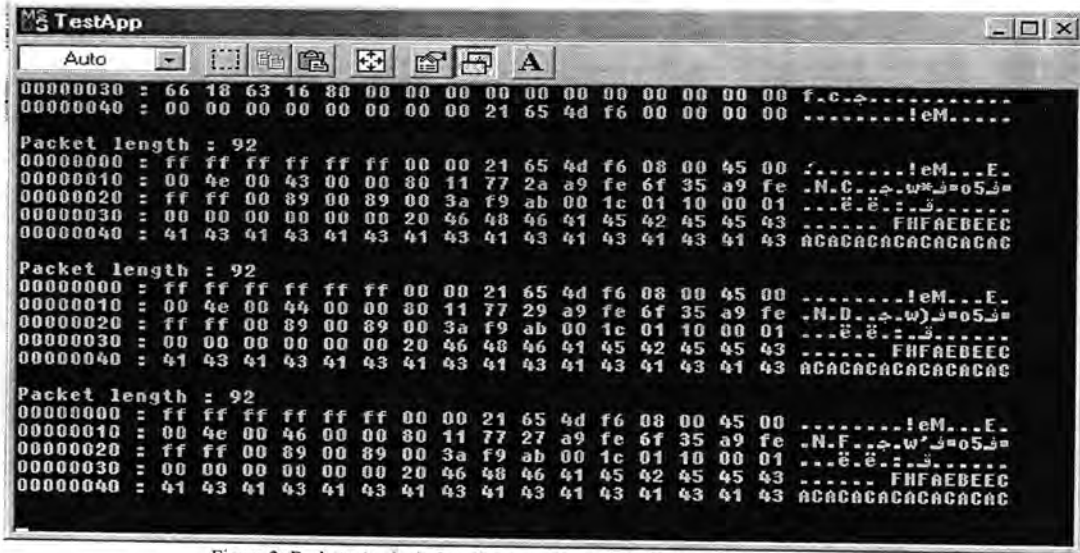 TestApp
Auto
A
00000030 : 66 18 63 16 80 00 00 00 00 00 00 00 00 00 00 00 f.c.............
00000040 : 00 00 00 00 00 00 00 00 21 65 4d f6 00 00 00 00 ........!eM.....
Packet length : 92
00000000 : ff ff ff ff ff ff 00 00 21 65 4d f6 08 00 45 00 ........!eM...E.
00000010 : 00 4e 00 43 00 00 80 11 77 2a a9 fe 6f 35 a9 fe
00000020 : ff ff 00 89 00 89 00 3a f9 ab 00 1c 01 10 00 01
00000030 : 00 00 00 00 00 00 20 46 48 46 41 45 42 45 45 43 ...... FHFAEBEEC
00000040 : 41 43 41 43 41 43 41 43 41 43 41 43 41 43 41 43 ACACACACACACACAC
Packet length : 92
00000000 : ff ff ff ff ff ff 00 00 21 65 4d f6 08 00 45 00 ........!eM...E.
00000010 : 00 4e 00 44 00 00 80 11 77 29 a9 fe 6f 35 a9 fe
00000020 : ff ff 00 89 00 89 00 3a f9 ab 00 1c 01 10 00 01
00000030 : 00 00 00 00 00 00 20 46 48 46 41 45 42 45 45 43 ...... FHFAEBEEC
00000040 : 41 43 41 43 41 43 41 43 41 43 41 43 41 43 41 43 ACACACACACACACAC
Packet length : 92
00000000 : ff ff ff ff ff ff 00 00 21 65 4d f6 08 00 45 00 ........!eM...E.
00000010 : 00 4e 00 46 00 00 80 11 77 27 a9 fe 6f 35 a9 fe
00000020 : ff ff 00 89 00 89 00 3a f9 ab 00 1c 01 10 00 01
00000030 : 00 00 00 00 00 00 20 46 48 46 41 45 42 45 45 43 ...... FHFAEBEEC
00000040 : 41 43 41 43 41 43 41 43 41 43 41 43 41 43 41 43 ACACACACACACACAC